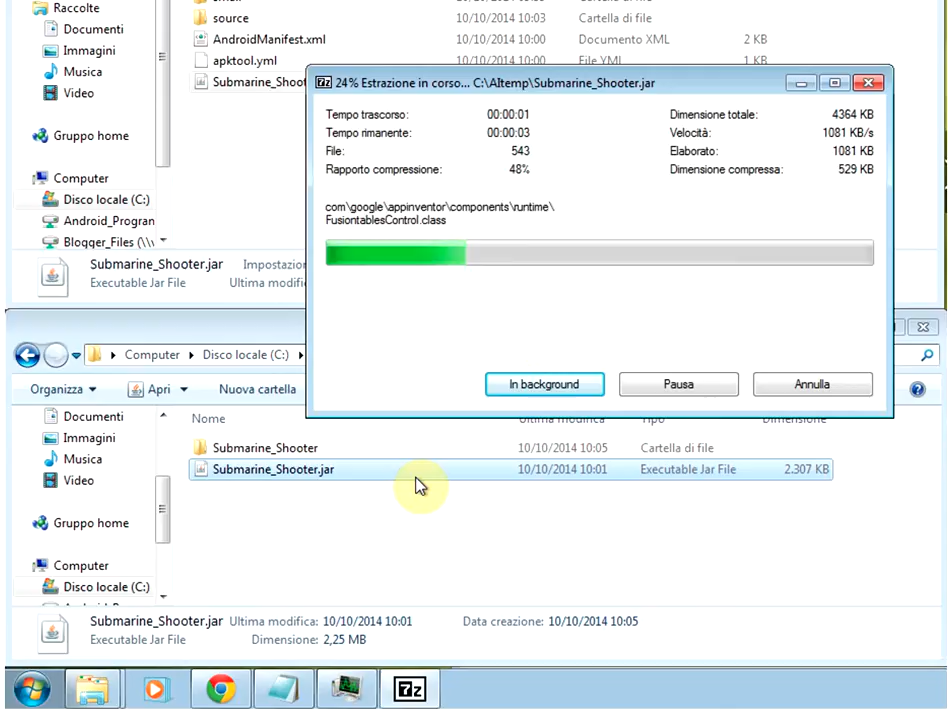 Raccolte
source 10/10/2014 10:03 Cartella di file
Documenti
AndroidManifest.xml 10/10/2014 10:00 Documento XML 2 KB
Immagini
apktool.yml 10/10/2014 10:00 File YML 1 KB
Musica
Submarine_Shoot
Video
Gruppo home
Computer
Disco locale (C:)
Android_Progran
Blogger_Files (\\v
Submarine_Shooter.jar Impostazion
Executable Jar File Ultima modifi
7z 24% Estrazione in corso... C:\AItemp\Submarine_Shooter.jar
Tempo trascorso: 00:00:01 Dimensione totale: 4364 KB
Tempo rimanente: 00:00:03 Velocità: 1081 KB/s
File: 543 Elaborato: 1081 KB
Rapporto compressione: 48% Dimensione compressa: 529 KB
com\google\appinventor\components\runtime\
FusiontablesControl.class
In background Pausa Annulla
Computer Disco locale (C:)
Organizza Apri Nuova cartella
Nome Ultima modifica Tipo Dimensione
Documenti
Immagini
Musica
Video
Gruppo home
Computer
Disco locale (C:)
Submarine_Shooter 10/10/2014 10:05 Cartella di file
Submarine_Shooter.jar 10/10/2014 10:01 Executable Jar File 2.307 KB
Submarine_Shooter.jar Ultima modifica: 10/10/2014 10:01 Data creazione: 10/10/2014 10:05
Executable Jar File Dimensione: 2,25 MB
7z